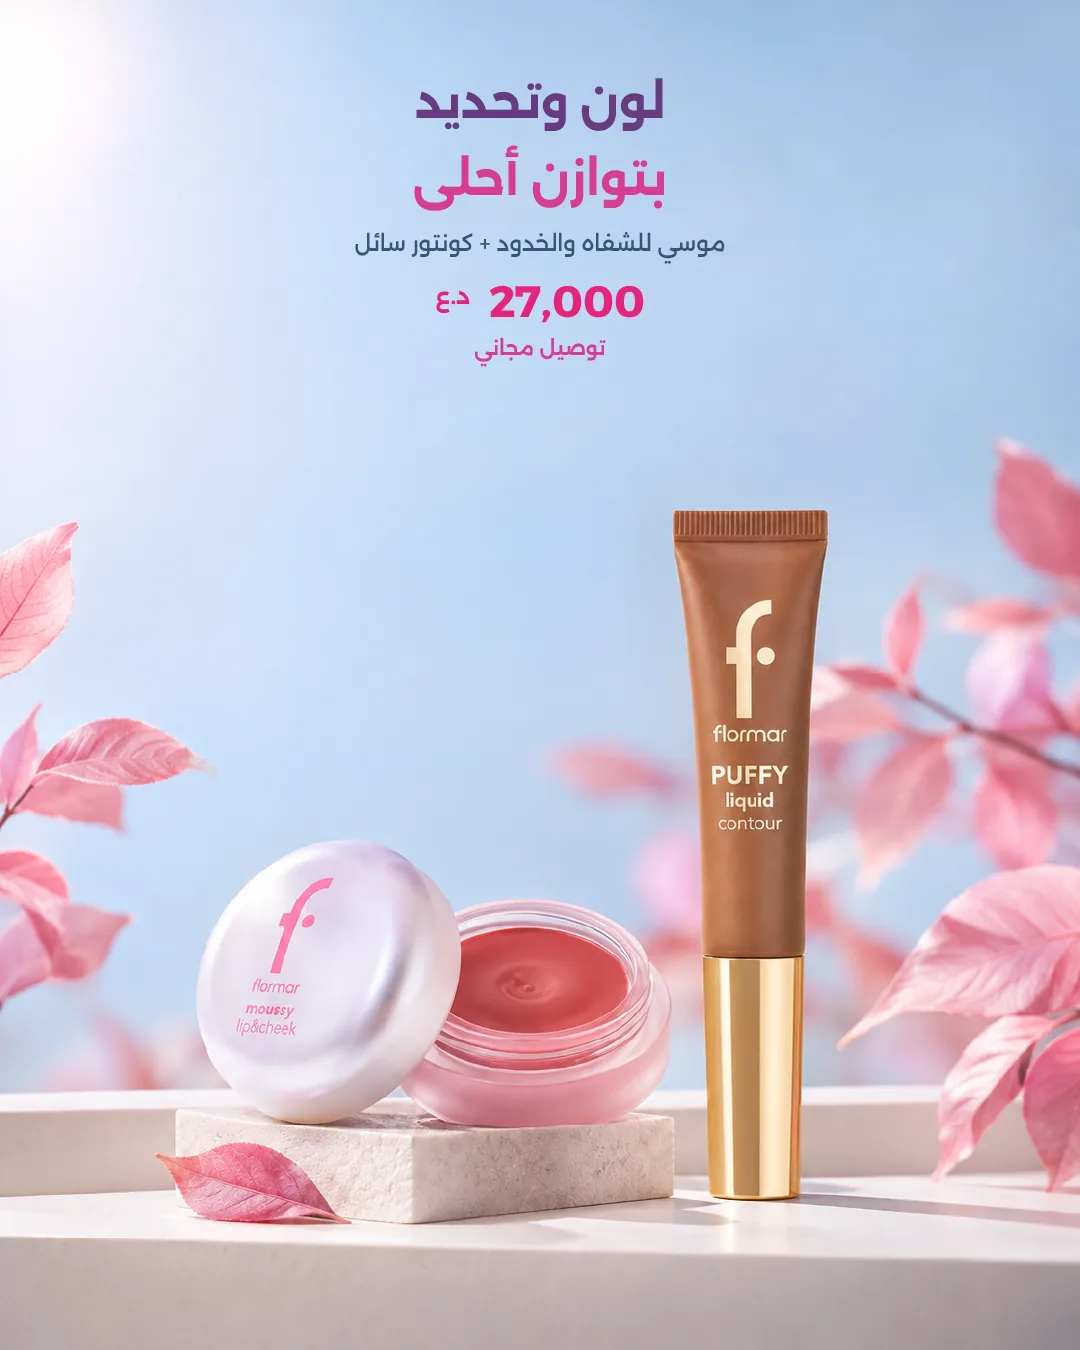 لون وتحديد
بتوازن أحلى
موسي للشفاه والخدود + كونتور سائل
27,000 د.ع
توصيل مجاني
flormar
PUFFY
liquid
contour
flormar
moussy
lip&cheek